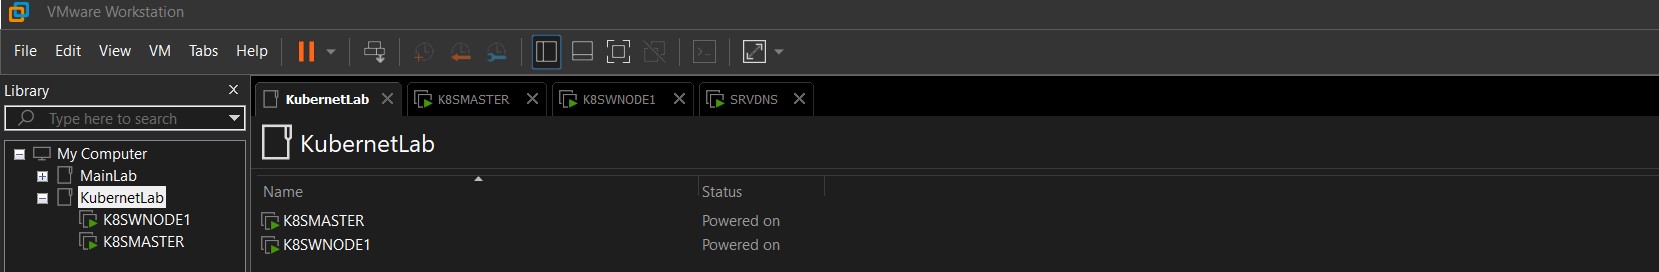 VMware Workstation
File Edit View VM Tabs Help
Library X
Type here to search
KubernetLab K8SMASTER K8SWNODE1 SRVDNS
KubernetLab
My Computer
MainLab
KubernetLab
K8SWNODE1
K8SMASTER
Name Status
K8SMASTER Powered on
K8SWNODE1 Powered on